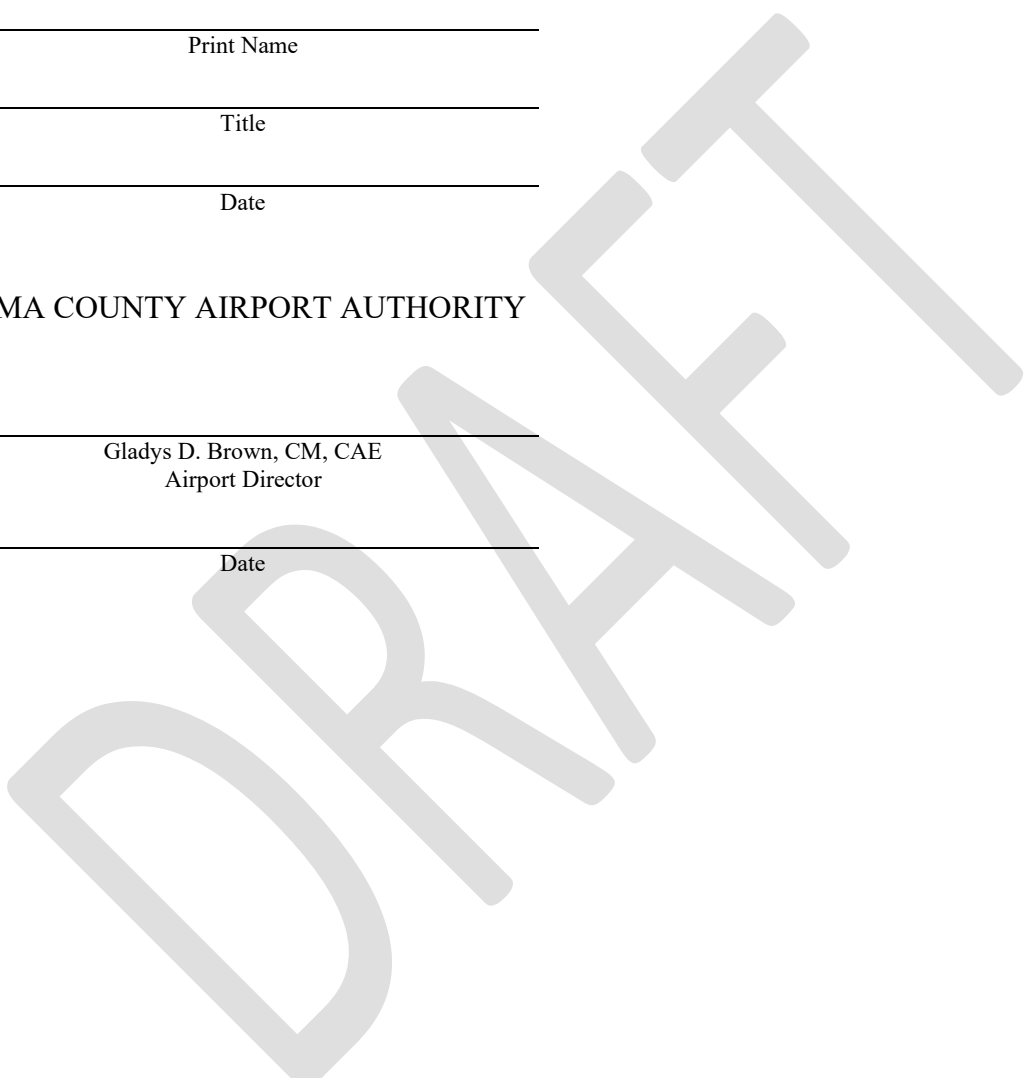 Print Name
Title
Date
MA COUNTY AIRPORT AUTHORITY
Gladys D. Brown, CM, CAE
Airport Director
Date
DRAFT